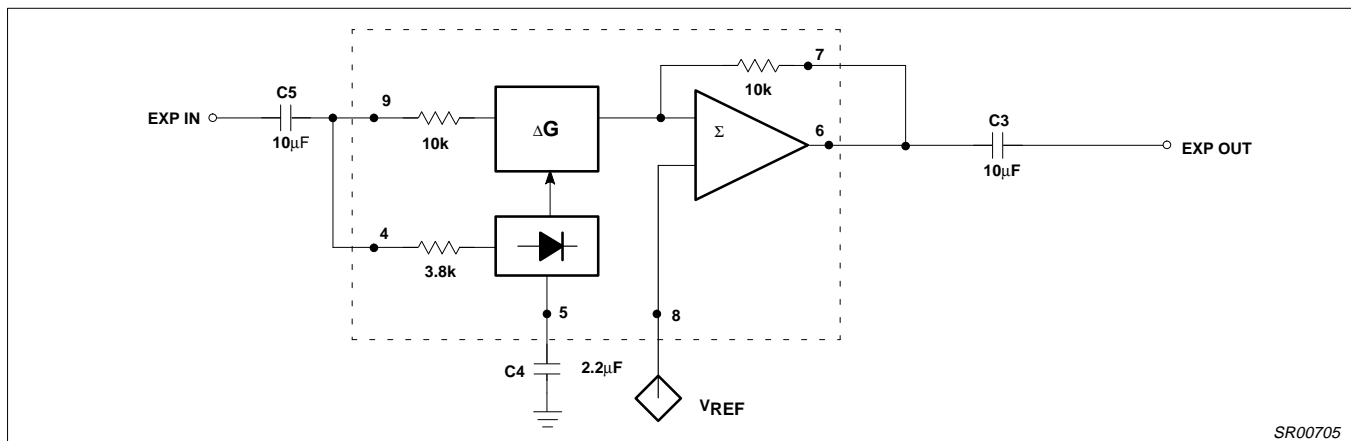 C5
EXP IN
10μF
9
10k
ΔG
10k
7
Σ
6
C3
10μF
EXP OUT
4
3.8k
5
8
C4
2.2μF
VREF
SR00705